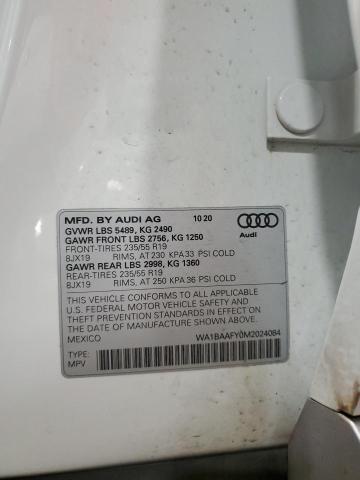 MFD. BY AUDI AG 10 20
GVWR LBS 5489, KG 2490
GAWR FRONT LBS 2756, KG 1250
FRONT-TIRES 235/55 R19
8JX19 RIMS, AT 230 KPA 33 PSI COLD
GAWR REAR LBS 2998, KG 1360
REAR-TIRES 235/55 R19
8JX19 RIMS, AT 250 KPA 36 PSI COLD
Audi
THIS VEHICLE CONFORMS TO ALL APPLICABLE
U.S. FEDERAL MOTOR VEHICLE SAFETY AND
THEFT PREVENTION STANDARDS IN EFFECT ON THE
DATE OF MANUFACTURE SHOWN ABOVE.
MEXICO
TYPE: WA1BAAFY0M2024084
MPV